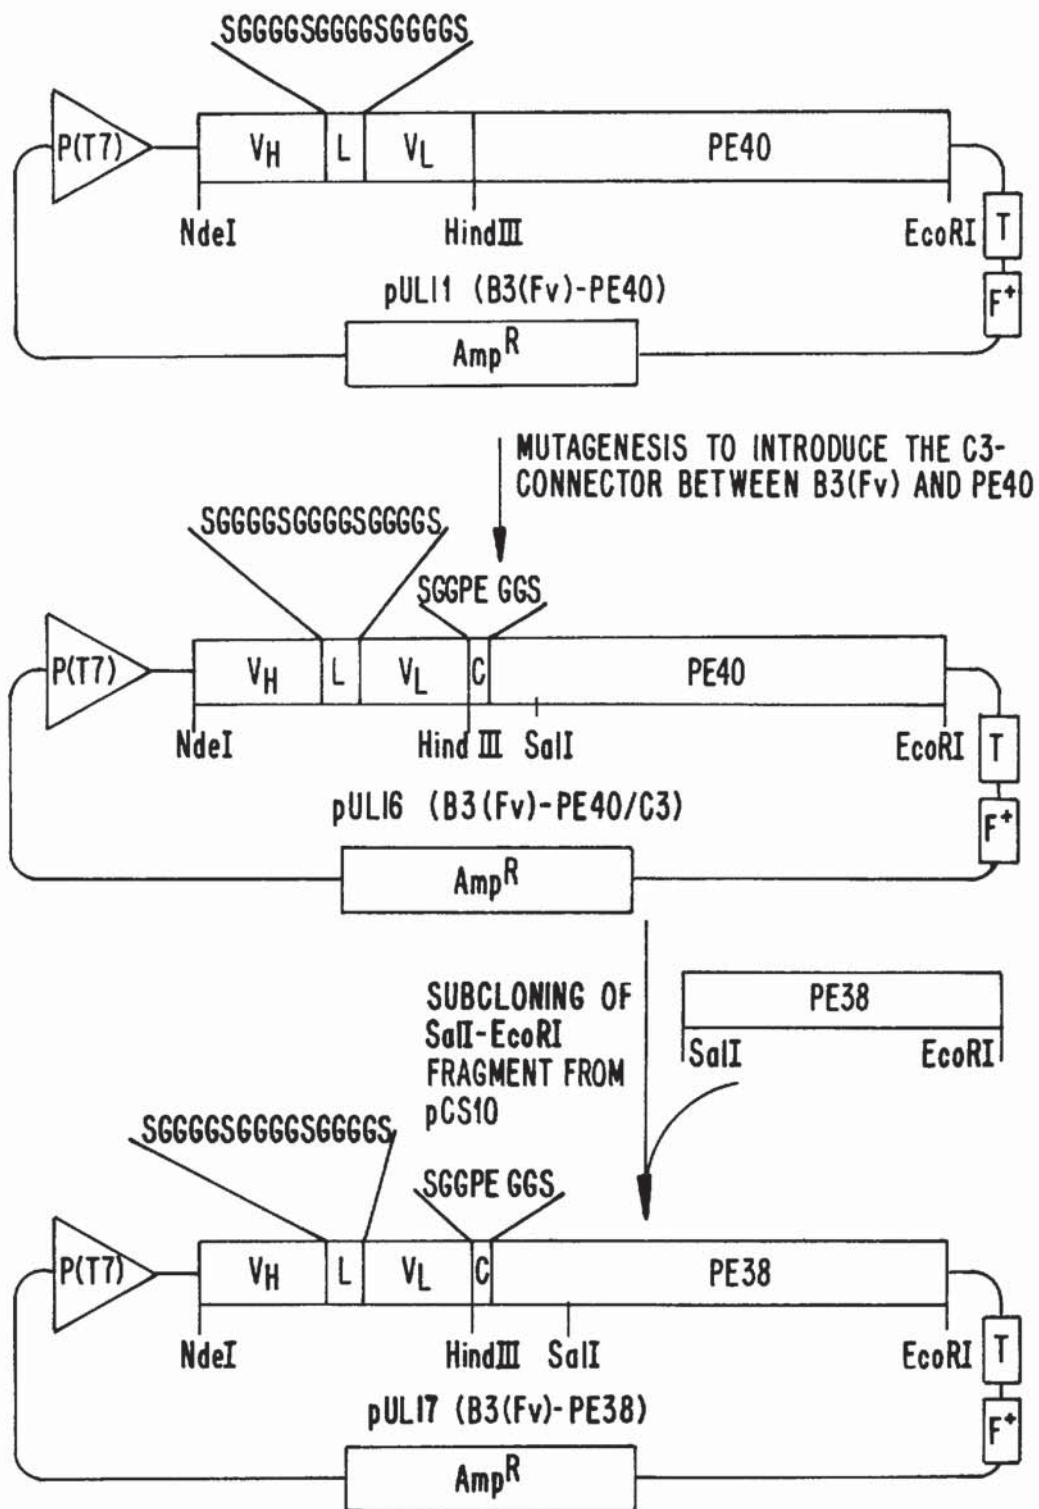 SGGGGSGGGGSGGGGS
P(T7) VH L VL PE40
NdeI HindIII EcoRI T
pULI1 (B3(Fv)-PE40) F+
AmpR
MUTAGENESIS TO INTRODUCE THE C3-
CONNECTOR BETWEEN B3(Fv) AND PE40
SGGGGSGGGGSGGGGS
SGGPE GGS
P(T7) VH L VL C PE40
NdeI Hind III SalI EcoRI T
pULI6 (B3(Fv)-PE40/C3) F+
AmpR
SUBCLONING OF
SalI-EcoRI
FRAGMENT FROM
pCS10
PE38
SalI EcoRI
SGGGGSGGGGSGGGGS
SGGPE GGS
P(T7) VH L VL C PE38
NdeI HindIII SalI EcoRI T
pULI7 (B3(Fv)-PE38) F+
AmpR